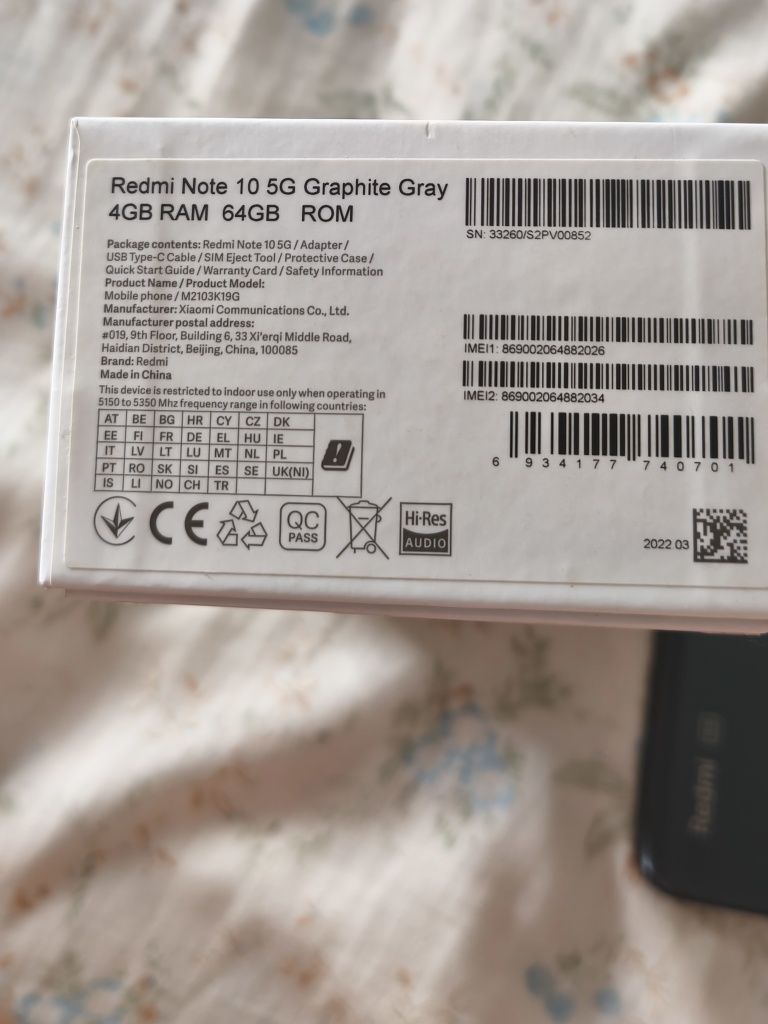 Redmi Note 10 5G Graphite Gray
4GB RAM 64GB ROM
SN: 33260/S2PV00852
Package contents: Redmi Note 10 5G / Adapter /
USB Type-C Cable / SIM Eject Tool / Protective Case /
Quick Start Guide / Warranty Card / Safety Information
Product Name / Product Model:
Mobile phone / M2103K19G
Manufacturer: Xiaomi Communications Co., Ltd.
Manufacturer postal address:
#019, 9th Floor, Building 6, 33 Xi'erqi Middle Road,
Haidian District, Beijing, China, 100085
Brand: Redmi
Made in China
IMEI1: 869002064882026
IMEI2: 869002064882034
6 934177 740701
This device is restricted to indoor use only when operating in
5150 to 5350 Mhz frequency range in following countries:
AT BE BG HR CY CZ DK
EE FI FR DE EL HU IE
IT LV LT LU MT NL PL
PT RO SK SI ES SE UK(NI)
IS LI NO CH TR
CE
QC
PASS
Hi-Res
AUDIO
2022 03
Redmi